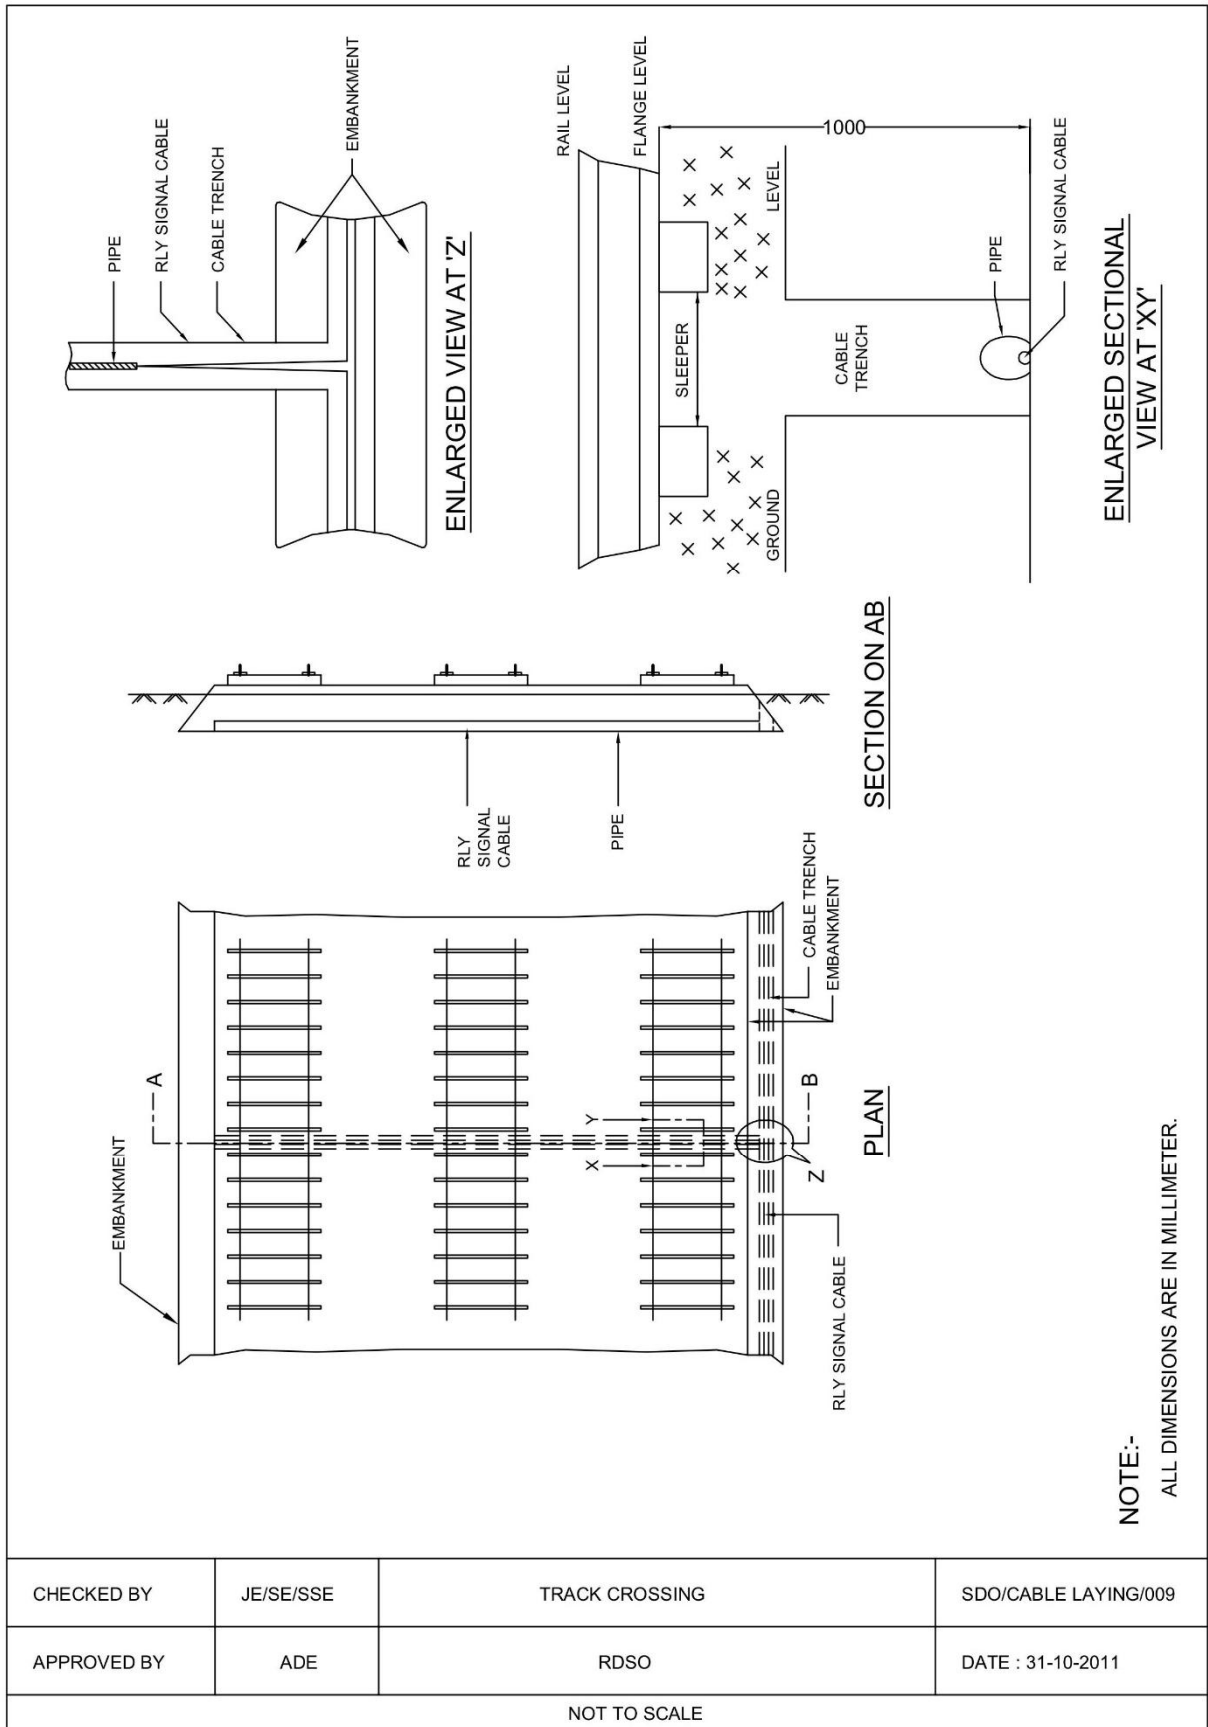 PIPE
RLY SIGNAL CABLE
CABLE TRENCH
EMBANKMENT
ENLARGED VIEW AT 'Z'
RAIL LEVEL
FLANGE LEVEL
1000
SLEEPER
GROUND
LEVEL
CABLE
TRENCH
PIPE
RLY SIGNAL CABLE
ENLARGED SECTIONAL
VIEW AT 'XY'
RLY
SIGNAL
CABLE
PIPE
SECTION ON AB
EMBANKMENT
A
X
Y
Z
B
CABLE TRENCH
EMBANKMENT
RLY SIGNAL CABLE
PLAN
NOTE:-
ALL DIMENSIONS ARE IN MILLIMETER.
CHECKED BY JE/SE/SSE TRACK CROSSING SDO/CABLE LAYING/009
APPROVED BY ADE RDSO DATE : 31-10-2011
NOT TO SCALE